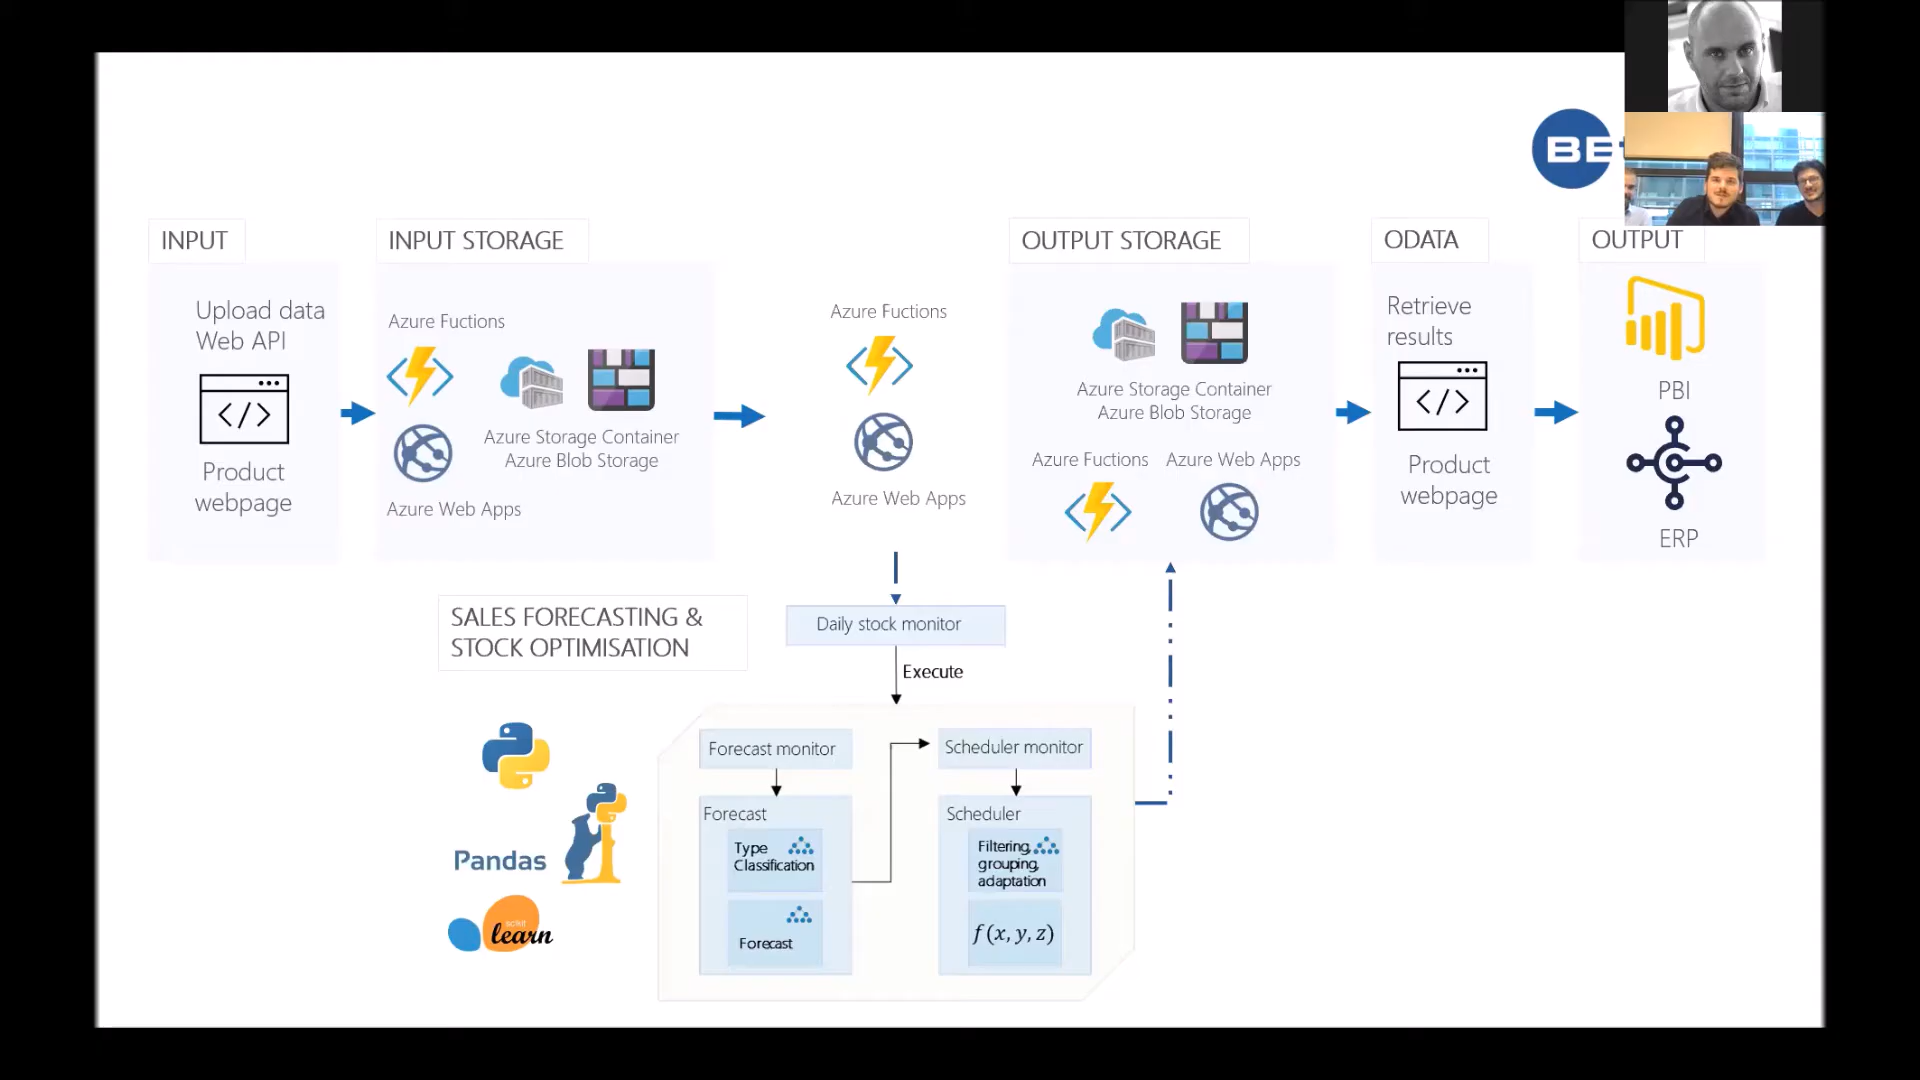 BE
INPUT
Upload data
Web API
</>
Product
webpage
INPUT STORAGE
Azure Fuctions
Azure Storage Container
Azure Blob Storage
Azure Web Apps
Azure Fuctions
Azure Web Apps
OUTPUT STORAGE
Azure Storage Container
Azure Blob Storage
Azure Fuctions
Azure Web Apps
ODATA
Retrieve
results
</>
Product
webpage
OUTPUT
PBI
ERP
SALES FORECASTING &
STOCK OPTIMISATION
Daily stock monitor
Execute
Forecast monitor
Forecast
Type
Classification
Forecast
Scheduler monitor
Scheduler
Filtering,
grouping,
adaptation
f(x, y, z)
Pandas
scikit
learn